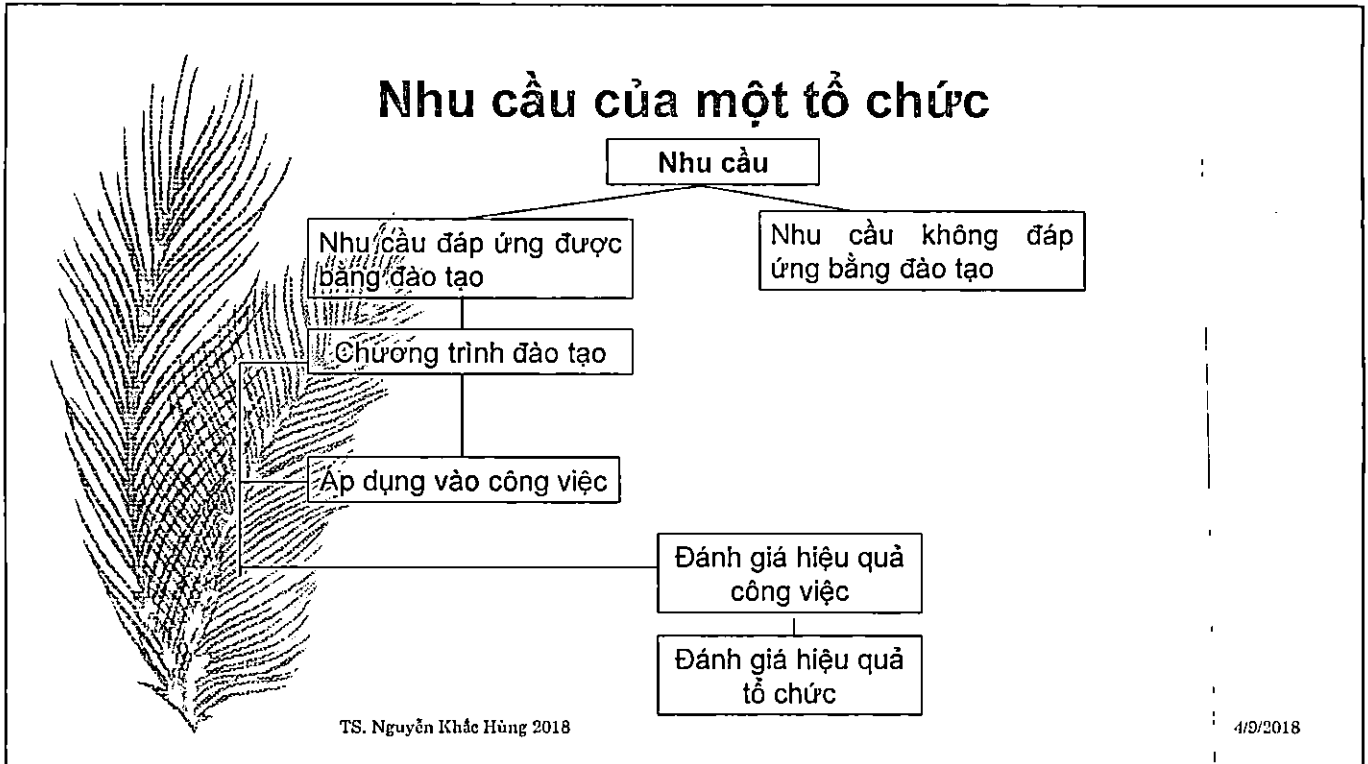 Nhu cầu của một tổ chức
Nhu cầu
Nhu cầu đáp ứng được
bằng đào tạo
Nhu cầu không đáp
ứng bằng đào tạo
Chương trình đào tạo
Áp dụng vào công việc
Đánh giá hiệu quả
công việc
Đánh giá hiệu quả
tổ chức
TS. Nguyễn Khắc Hùng 2018
4/9/2018